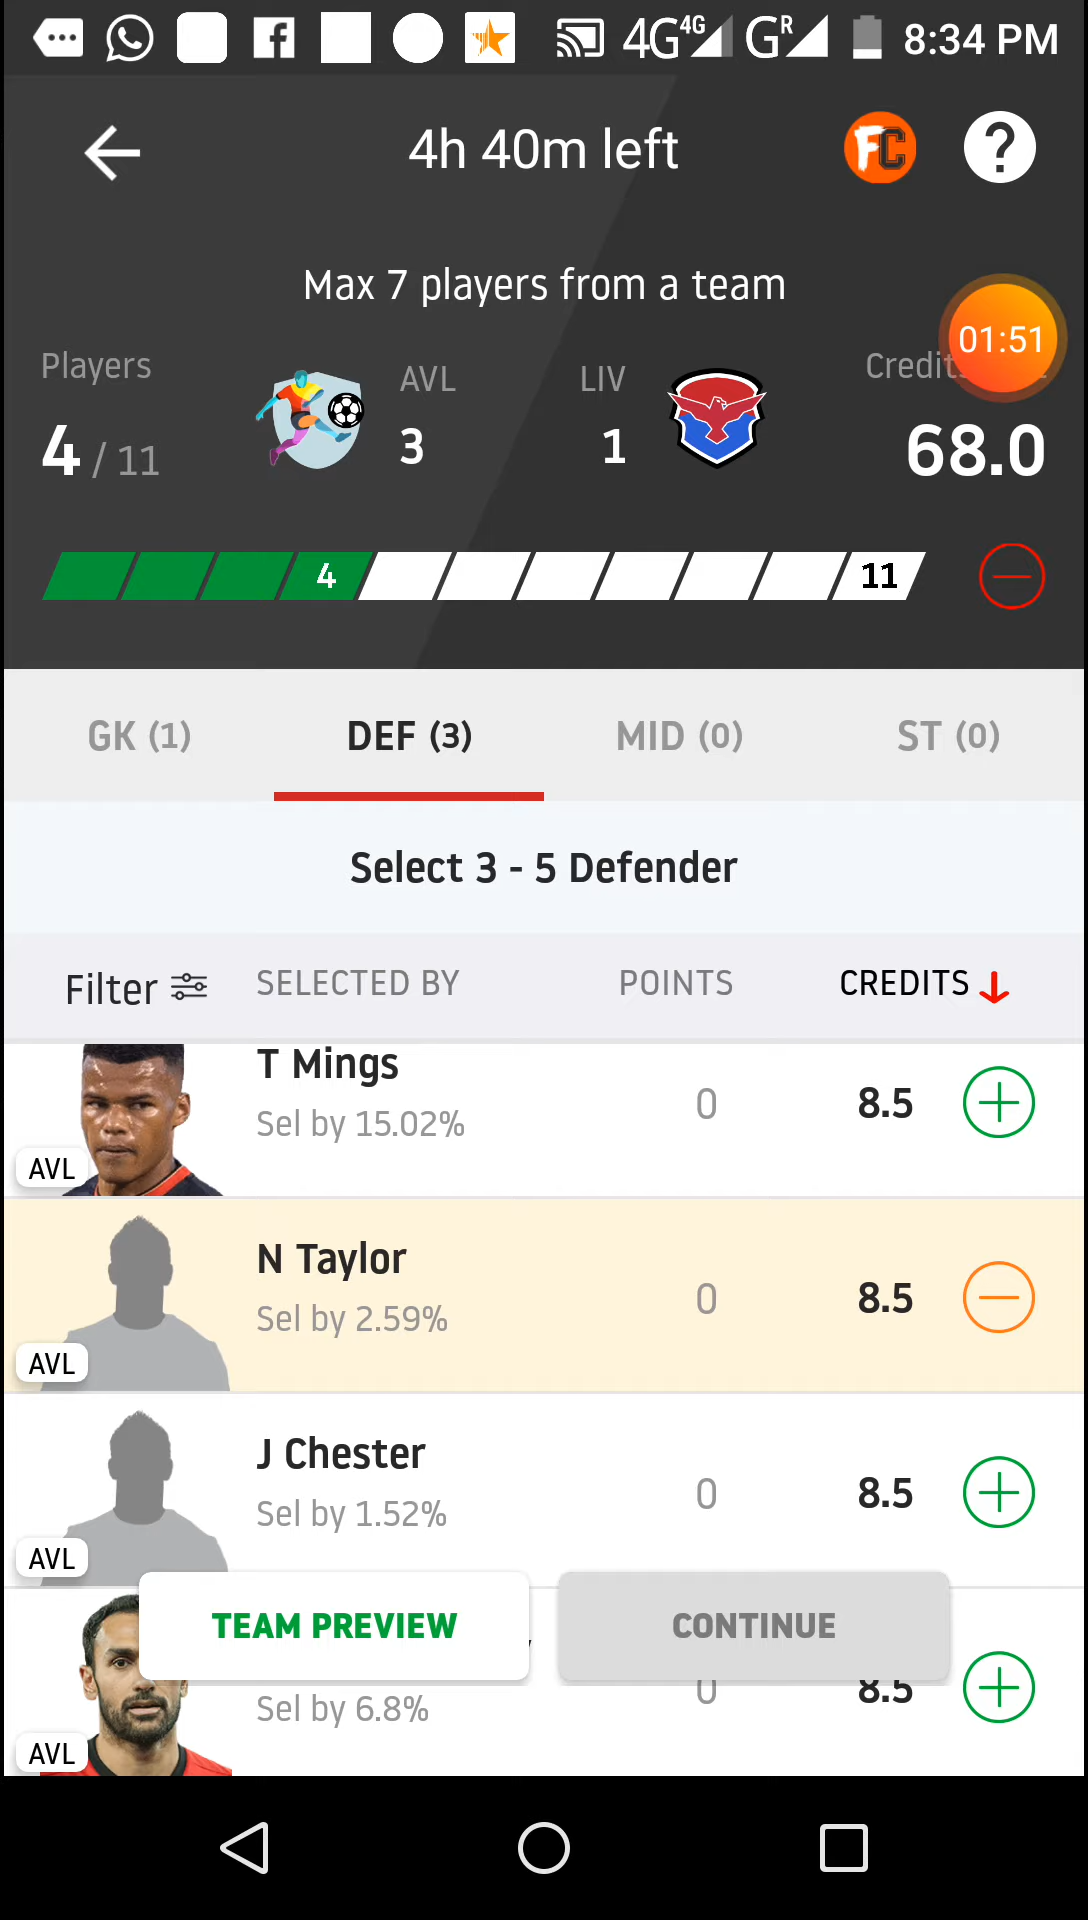 4G 4G G R 8:34 PM
4h 40m left
FC ?
Max 7 players from a team
01:51
Players
AVL
LIV
4 / 11
3
1
68.0
4
11
GK (1)
DEF (3)
MID (0)
ST (0)
Select 3 - 5 Defender
Filter
SELECTED BY
POINTS
CREDITS
T Mings
Sel by 15.02%
0
8.5
AVL
N Taylor
Sel by 2.59%
0
8.5
AVL
J Chester
Sel by 1.52%
0
8.5
AVL
TEAM PREVIEW
CONTINUE
Sel by 6.8%
0
8.5
AVL